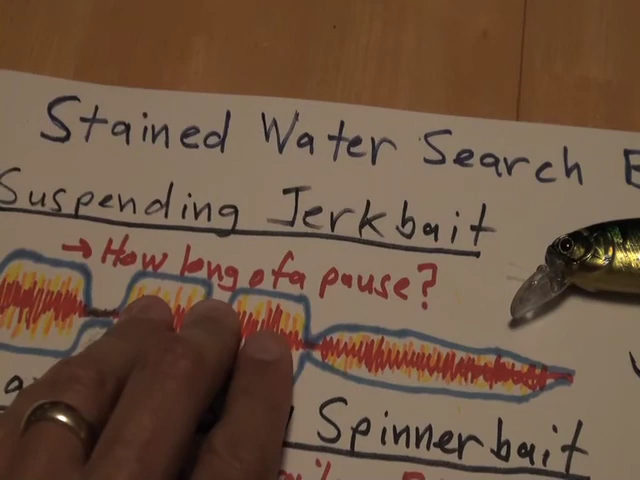 Stained Water Search
Suspending Jerkbait
→ How long of a pause?
Spinnerbait